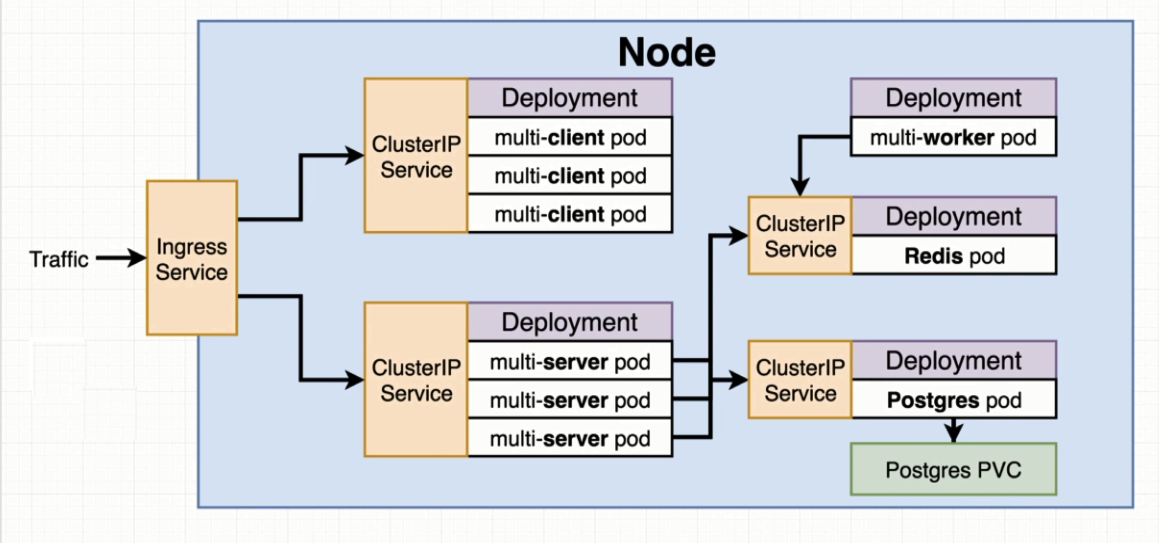 Node
Traffic
Ingress
Service
ClusterIP
Service
Deployment
multi-client pod
multi-client pod
multi-client pod
ClusterIP
Service
Deployment
multi-server pod
multi-server pod
multi-server pod
Deployment
multi-worker pod
ClusterIP
Service
Deployment
Redis pod
ClusterIP
Service
Deployment
Postgres pod
Postgres PVC